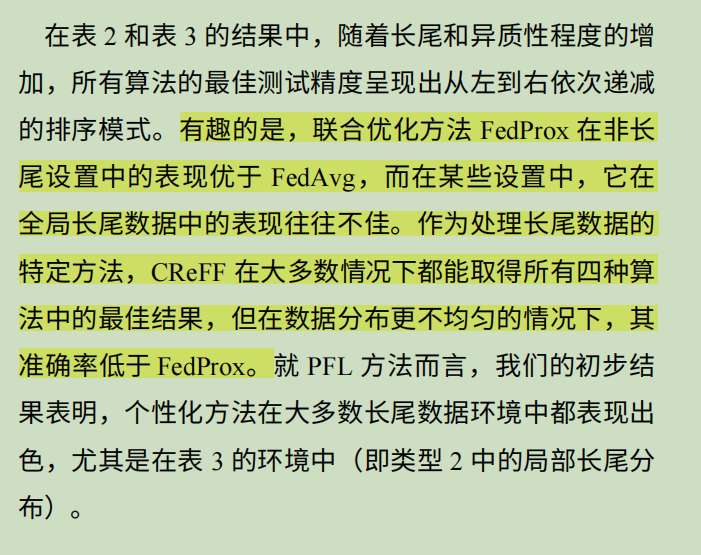 在表 2 和表 3 的结果中，随着长尾和异质性程度的增
加，所有算法的最佳测试精度呈现出从左到右依次递减
的排序模式。有趣的是，联合优化方法 FedProx 在非长
尾设置中的表现优于 FedAvg，而在某些设置中，它在
全局长尾数据中的表现往往不佳。作为处理长尾数据的
特定方法，CReFF 在大多数情况下都能取得所有四种算
法中的最佳结果，但在数据分布更不均匀的情况下，其
准确率低于 FedProx。就 PFL 方法而言，我们的初步结
果表明，个性化方法在大多数长尾数据环境中都表现出
色，尤其是在表 3 的环境中（即类型 2 中的局部长尾分
布）。